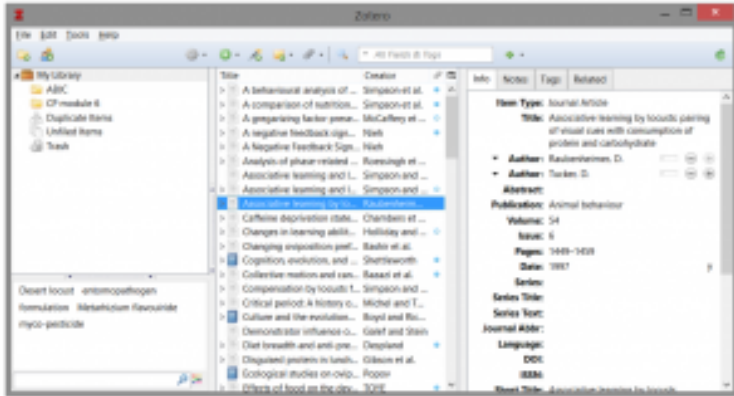 Zotero
File Edit Tools Help
All Fields & Tags
My Library
ABIC
CP module 6
Duplicate Items
Unfiled Items
Trash
Desert locust entomopathogen
formulation Metarhizium flavoviride
myco-pesticide
Title Creator
A behavioural analysis of ... Simpson et al.
A comparison of nutrition... Simpson et al.
A gregarizing factor prese... McCaffery et ...
A negative feedback sign... Nieh
A Negative Feedback Sign... Nieh
Analysis of phase-related ... Roessingh et ...
Associative learning and i... Simpson and ...
Associative learning and i... Simpson and ...
Associative learning by lo... Raubenheim...
Caffeine deprivation state... Chambers et ...
Changes in learning abilit... Holliday and ...
Changing oviposition pref... Bashir et al.
Cognition, evolution, and ... Shettleworth
Collective motion and can... Bazazi et al.
Compensation by locusts f... Simpson and ...
Critical period: A history o... Michel and T...
Culture and the evolution... Boyd and Ric...
Demonstrator influence o... Galef and Stein
Diet breadth and anti-pre... Despland
Disguised protein in lunch... Gibson et al.
Ecological studies on ovip... Popov
Effects of food on the dev... TOYE
Info Notes Tags Related
Item Type: Journal Article
Title: Associative learning by locusts: pairing
of visual cues with consumption of
protein and carbohydrate
Author: Raubenheimer, D.
Author: Tucker, D.
Abstract:
Publication: Animal behaviour
Volume: 54
Issue: 6
Pages: 1449-1459
Date: 1997 y
Series:
Series Title:
Series Text:
Journal Abbr:
Language:
DOI:
ISSN:
Short Title: Associative learning by locusts